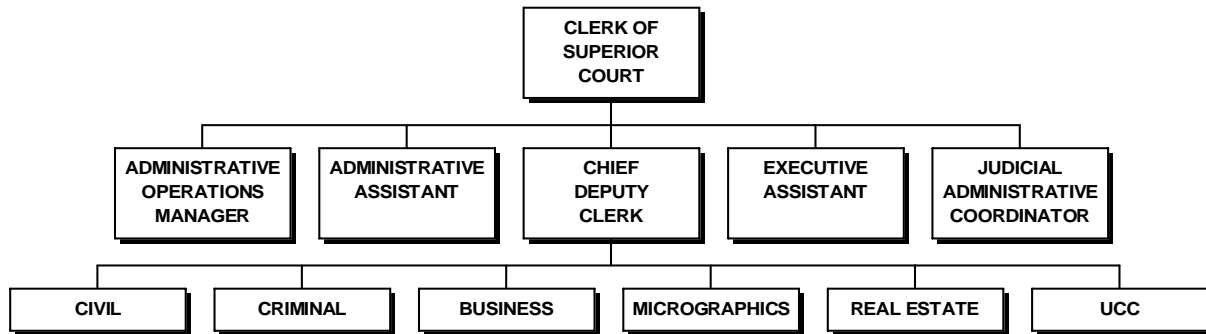 CLERK OF
SUPERIOR
COURT
ADMINISTRATIVE
OPERATIONS
MANAGER
ADMINISTRATIVE
ASSISTANT
CHIEF
DEPUTY
CLERK
EXECUTIVE
ASSISTANT
JUDICIAL
ADMINISTRATIVE
COORDINATOR
CIVIL
CRIMINAL
BUSINESS
MICROGRAPHICS
REAL ESTATE
UCC